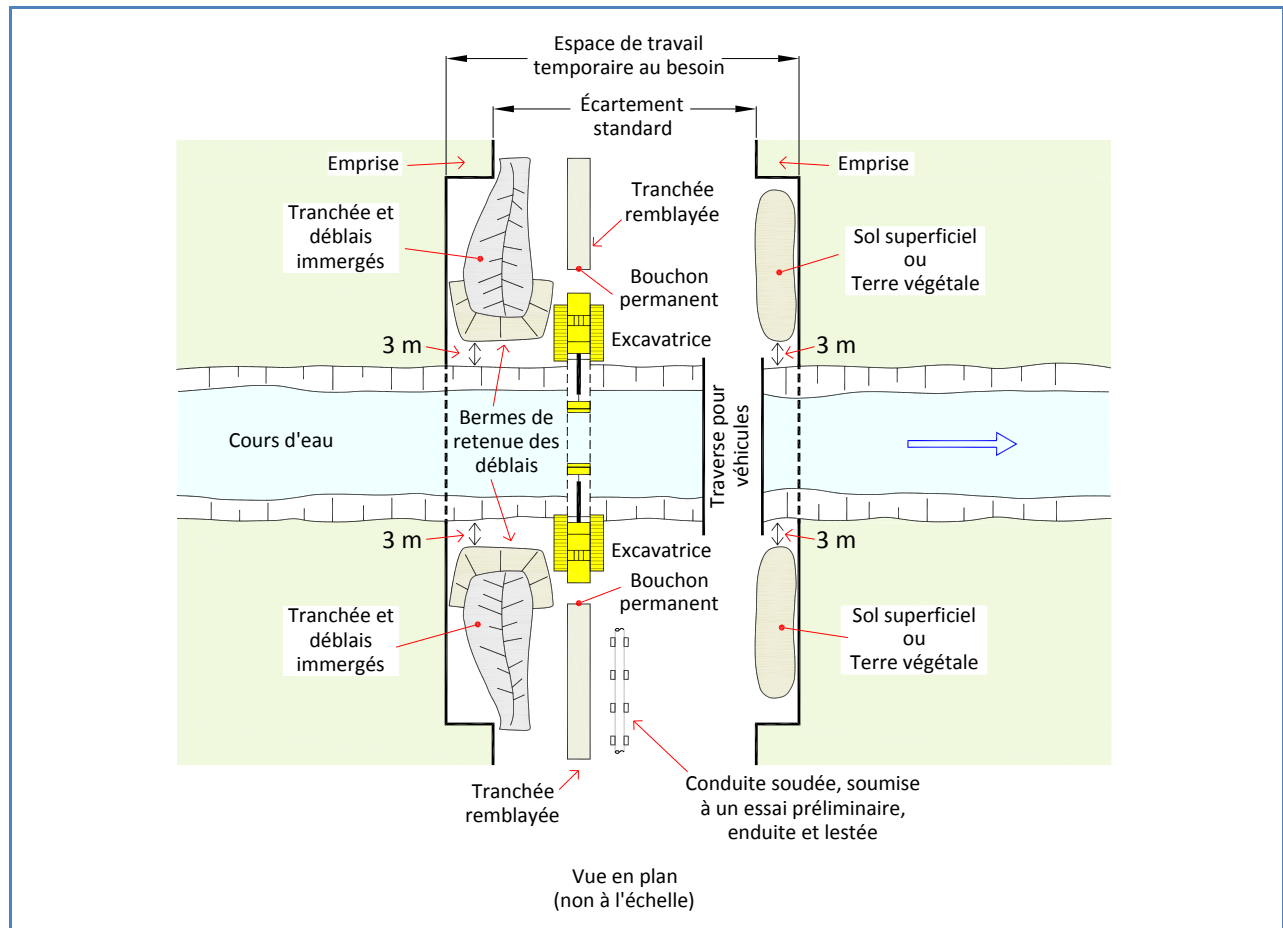 Espace de travail
temporaire au besoin
Écartement
standard
Emprise
Emprise
Tranchée et
déblais
immergés
Tranchée
remblayée
Sol superficiel
ou
Terre végétale
Bouchon
permanent
Excavatrice
3 m
3 m
Cours d'eau
Bermes de
retenue des
déblais
Traverse pour
véhicules
3 m
3 m
Excavatrice
Bouchon
permanent
Tranchée et
déblais
immergés
Sol superficiel
ou
Terre végétale
Tranchée
remblayée
Conduite soudée, soumise
à un essai préliminaire,
enduite et lestée
Vue en plan
(non à l'échelle)